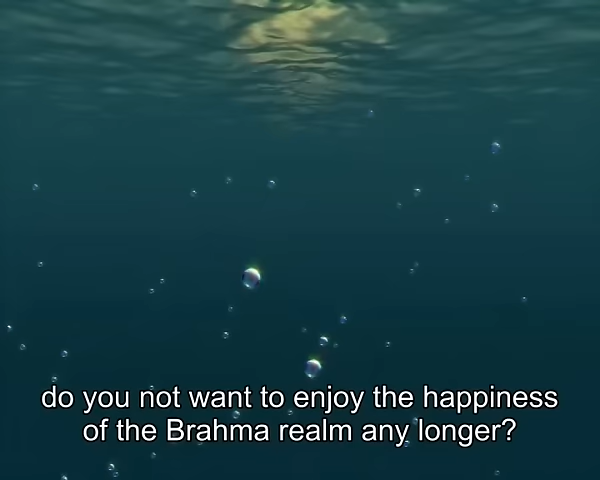 do you not want to enjoy the happiness
of the Brahma realm any longer?